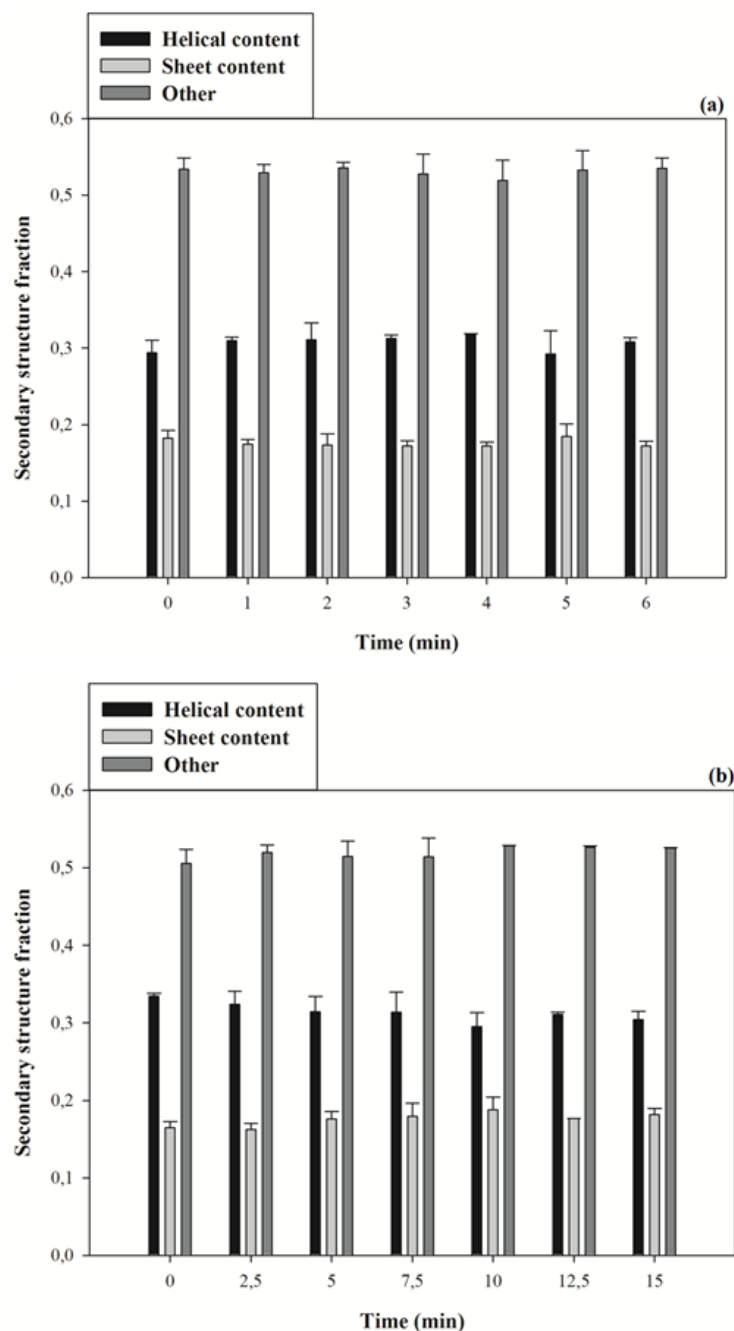 Helical content
Sheet content
Other
(a)
0,6
0,5
0,4
0,3
0,2
0,1
0,0
Secondary structure fraction
0 1 2 3 4 5 6
Time (min)
Helical content
Sheet content
Other
(b)
0,6
0,5
0,4
0,3
0,2
0,1
0,0
Secondary structure fraction
0 2,5 5 7,5 10 12,5 15
Time (min)